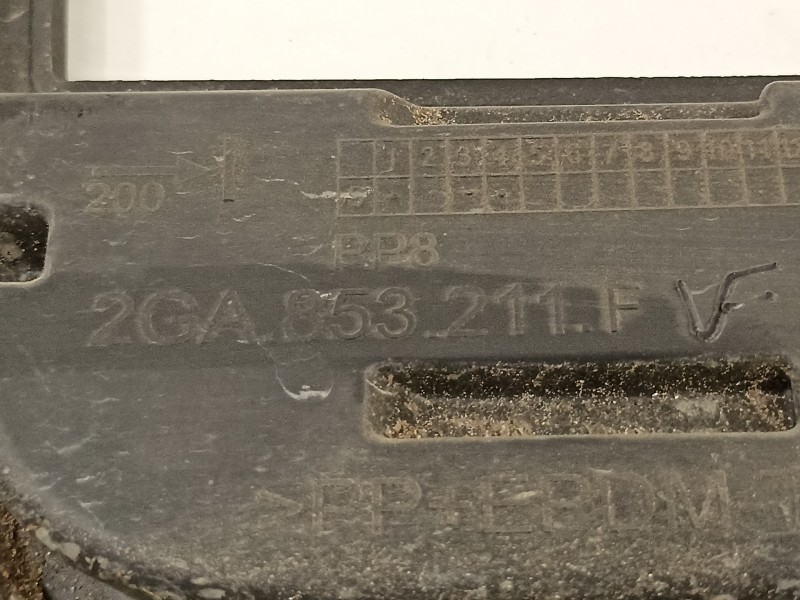 200
1 2 3 4 5 6 7 8 9 10 11 12
PP8
2GA.853.211.F
>PP+EPDM-T